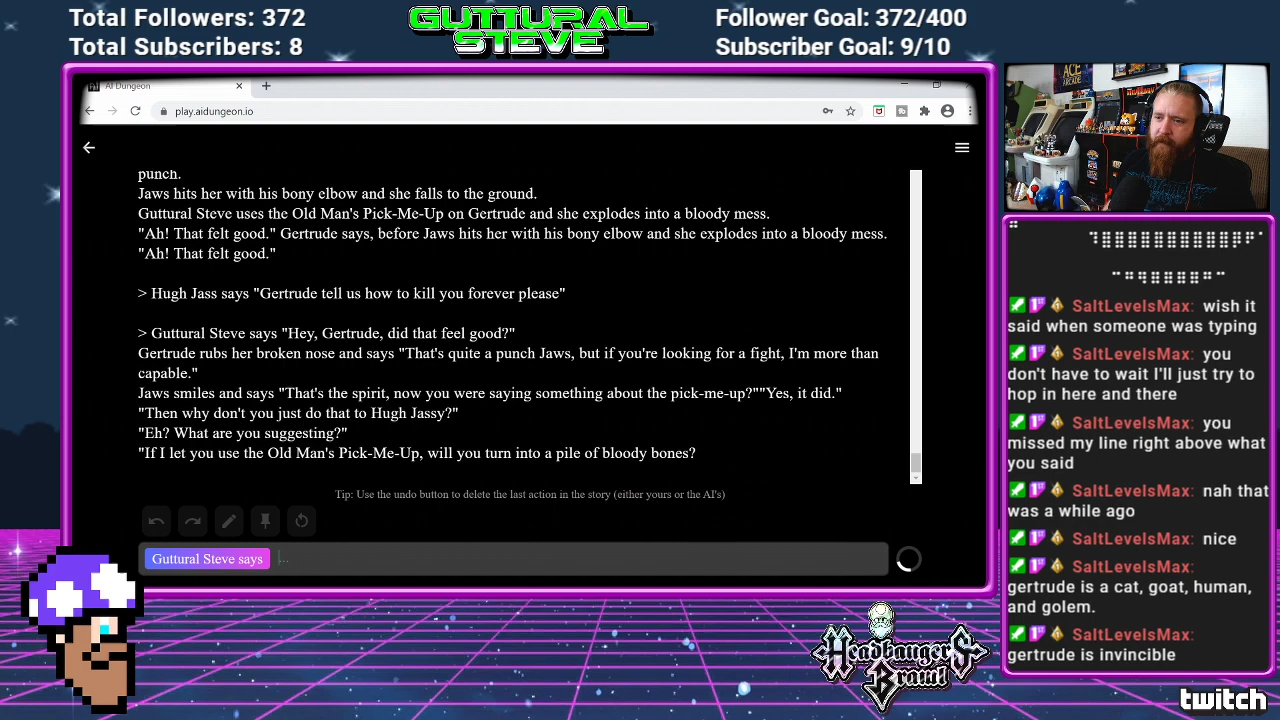 Total Followers: 372
Total Subscribers: 8
GUTTURAL
STEVE
Follower Goal: 372/400
Subscriber Goal: 9/10
AI Dungeon
play.aidungeon.io
punch.
Jaws hits her with his bony elbow and she falls to the ground.
Guttural Steve uses the Old Man's Pick-Me-Up on Gertrude and she explodes into a bloody mess.
"Ah! That felt good." Gertrude says, before Jaws hits her with his bony elbow and she explodes into a bloody mess.
"Ah! That felt good."
> Hugh Jass says "Gertrude tell us how to kill you forever please"
> Guttural Steve says "Hey, Gertrude, did that feel good?"
Gertrude rubs her broken nose and says "That's quite a punch Jaws, but if you're looking for a fight, I'm more than
capable."
Jaws smiles and says "That's the spirit, now you were saying something about the pick-me-up?""Yes, it did."
"Then why don't you just do that to Hugh Jassy?"
"Eh? What are you suggesting?"
"If I let you use the Old Man's Pick-Me-Up, will you turn into a pile of bloody bones?
Tip: Use the undo button to delete the last action in the story (either yours or the AI's)
Guttural Steve says ...
ACE
ARCADE
SaltLevelsMax: wish it
said when someone was typing
SaltLevelsMax: you
don't have to wait I'll just try to
hop in here and there
SaltLevelsMax: you
missed my line right above what
you said
SaltLevelsMax: nah that
was a while ago
SaltLevelsMax: nice
SaltLevelsMax:
gertrude is a cat, goat, human,
and golem.
SaltLevelsMax:
gertrude is invincible
Headbangers
Brawl
twitch